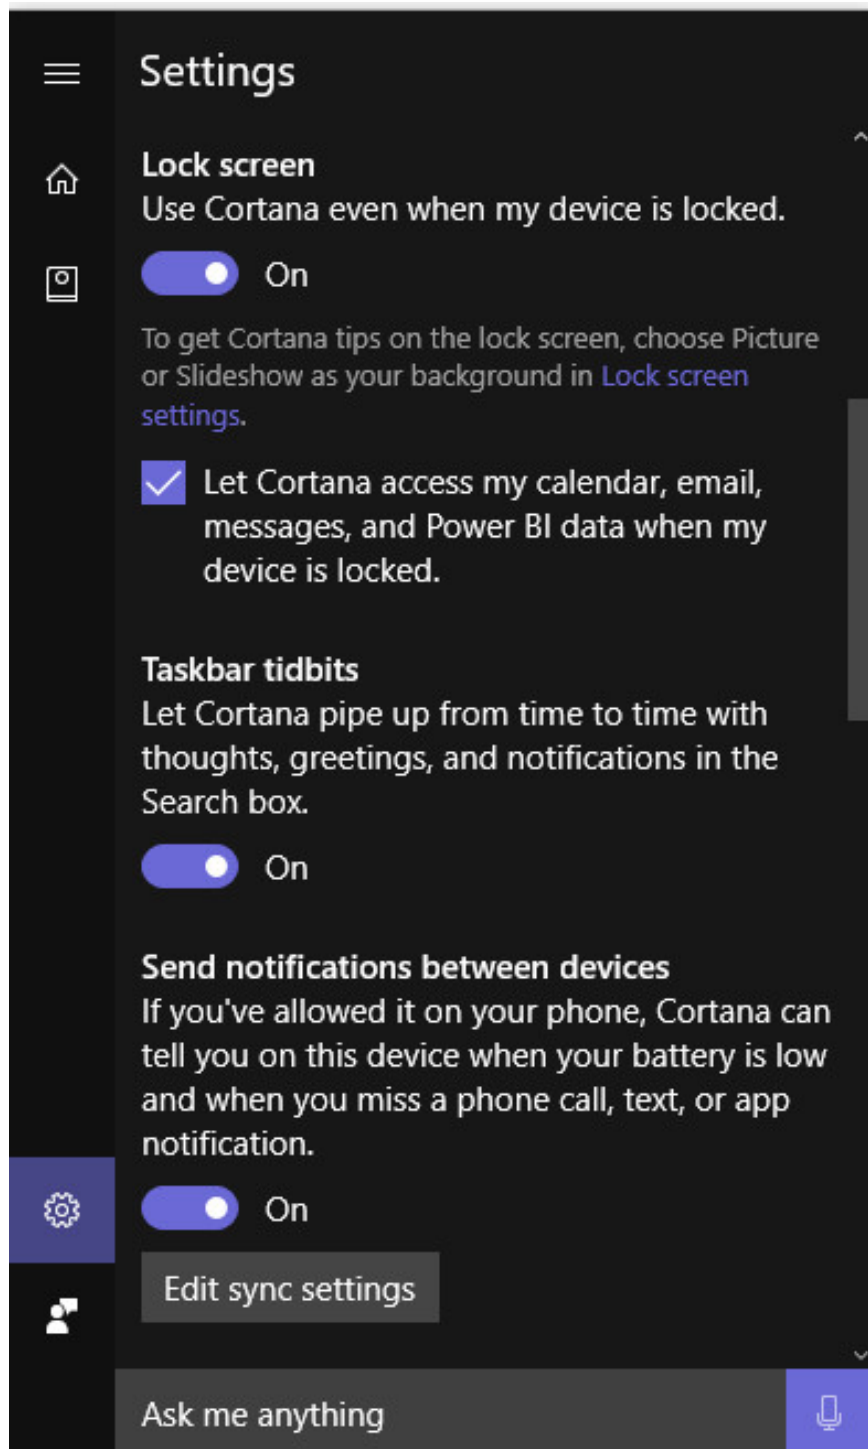 Settings
Lock screen
Use Cortana even when my device is locked.
On
To get Cortana tips on the lock screen, choose Picture
or Slideshow as your background in Lock screen
settings.
Let Cortana access my calendar, email,
messages, and Power BI data when my
device is locked.
Taskbar tidbits
Let Cortana pipe up from time to time with
thoughts, greetings, and notifications in the
Search box.
On
Send notifications between devices
If you've allowed it on your phone, Cortana can
tell you on this device when your battery is low
and when you miss a phone call, text, or app
notification.
On
Edit sync settings
Ask me anything